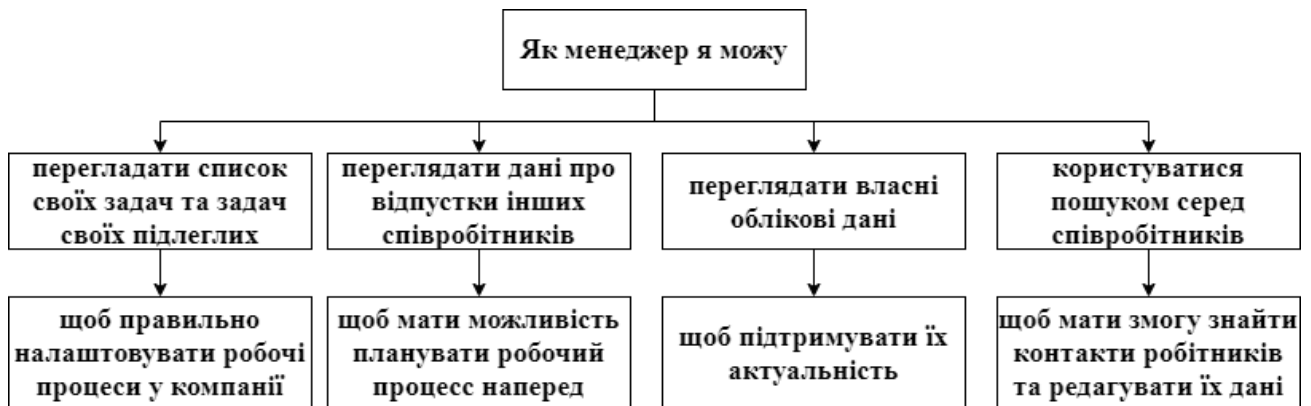 Як менеджер я можу
перегладати список
своїх задач та задач
своїх підлеглих
переглядати дані про
відпустки інших
співробітників
переглядати власні
облікові дані
користуватися
пошуком серед
співробітників
щоб правильно
налаштовувати робочі
процеси у компанії
щоб мати можливість
планувати робочий
процесс наперед
щоб підтримувати їх
актуальність
щоб мати змогу знайти
контакти робітників
та редагувати їх дані